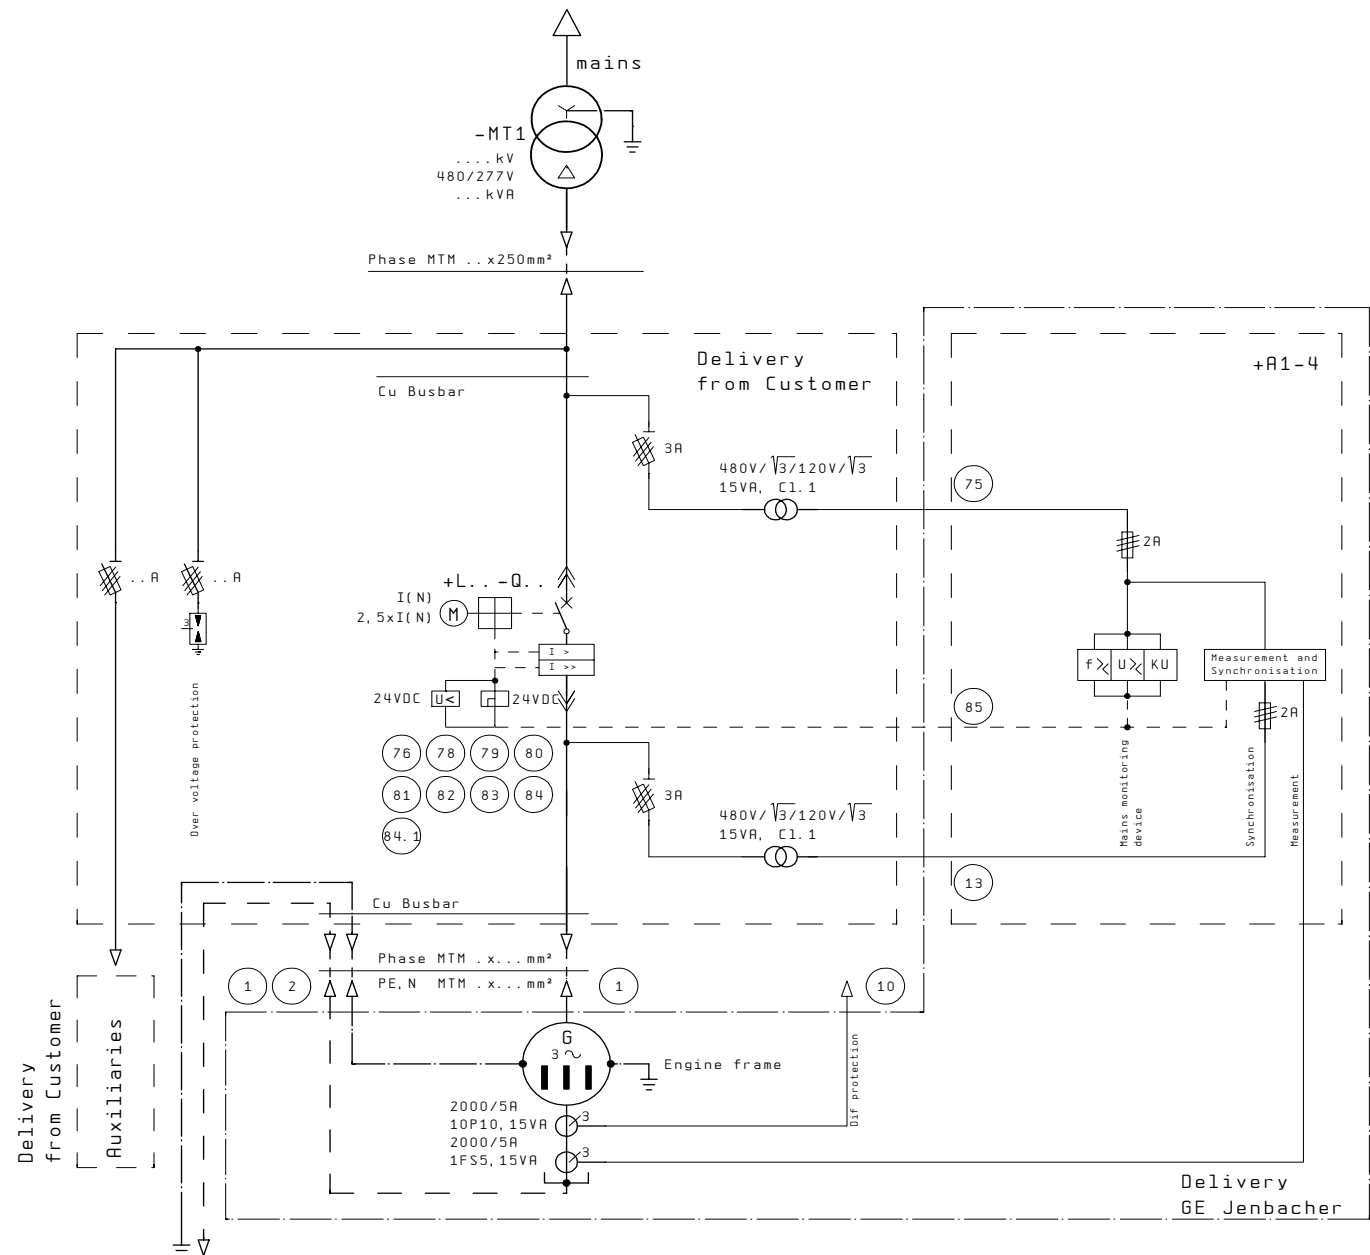 mains
-MT1
....kV
480/277V
...kVA
Phase MTM ..x250mm²
Delivery
from Customer
+A1-4
Cu Busbar
3A
480V/√3/120V/√3
15VA, Cl.1
75
2A
..A
..A
+L.. -Q..
I(N)
2,5xI(N)
M
I >
I >>
3
f
U
KU
Measurement and
Synchronisation
24VDC
U<
24VDC
85
2A
76
78
79
80
81
82
83
84
84.1
3A
480V/√3/120V/√3
15VA, Cl.1
Over voltage protection
Mains monitoring
device
Synchronisation
Measurement
13
Cu Busbar
Phase MTM .x...mm²
PE,N MTM .x...mm²
1
2
1
10
G
3 ~
Engine frame
Dif protection
Delivery
from Customer
Auxiliaries
2000/5A
10P10,15VA
3
2000/5A
1FS5,15VA
3
Delivery
GE Jenbacher